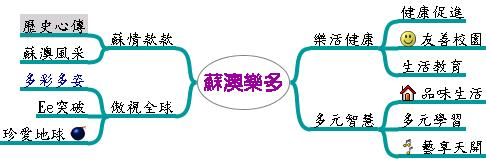 蘇澳樂多
蘇情款款
歷史心傳
蘇澳風采
傲視全球
多彩多姿
Ee突破
珍愛地球
樂活健康
健康促進
友善校園
生活教育
多元智慧
品味生活
多元學習
藝享天開